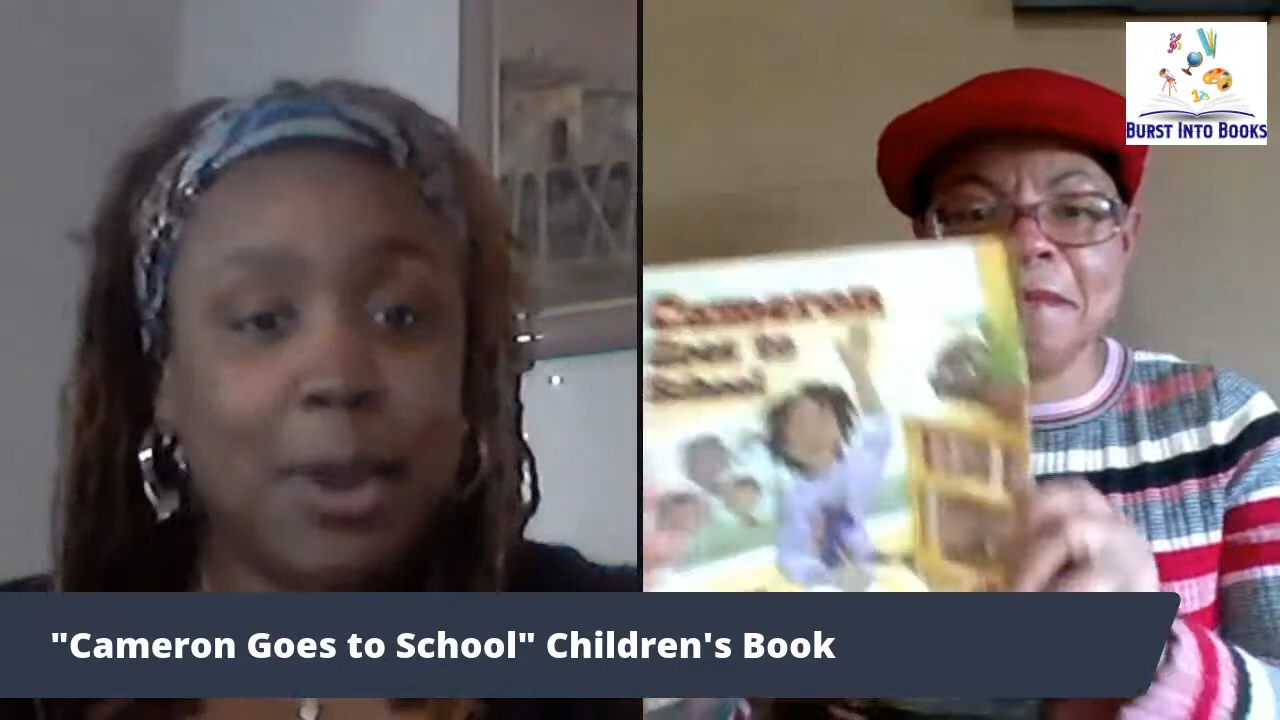 BURST INTO BOOKS
Cameron
Goes to
School
"Cameron Goes to School" Children's Book